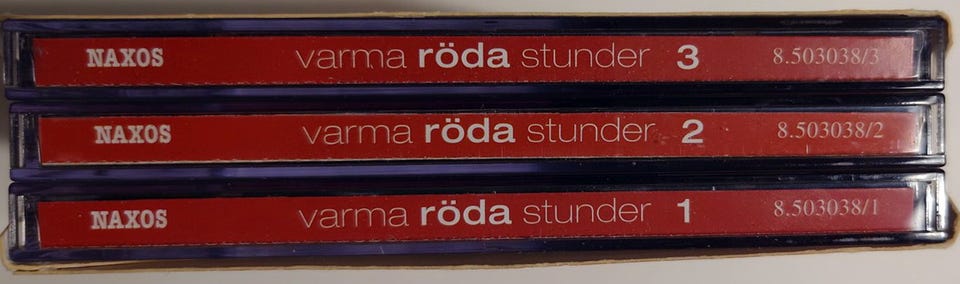 NAXOS varma röda stunder 3 8.503038/3
NAXOS varma röda stunder 2 8.503038/2
NAXOS varma röda stunder 1 8.503038/1